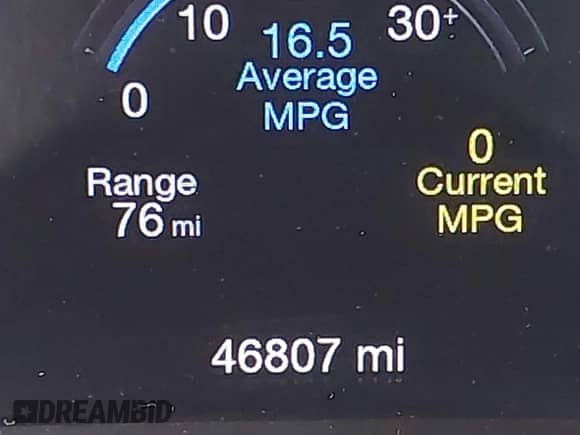 10
16.5
30+
Average
MPG
0
0
Current
MPG
Range
76 mi
46807 mi
DREAMBID